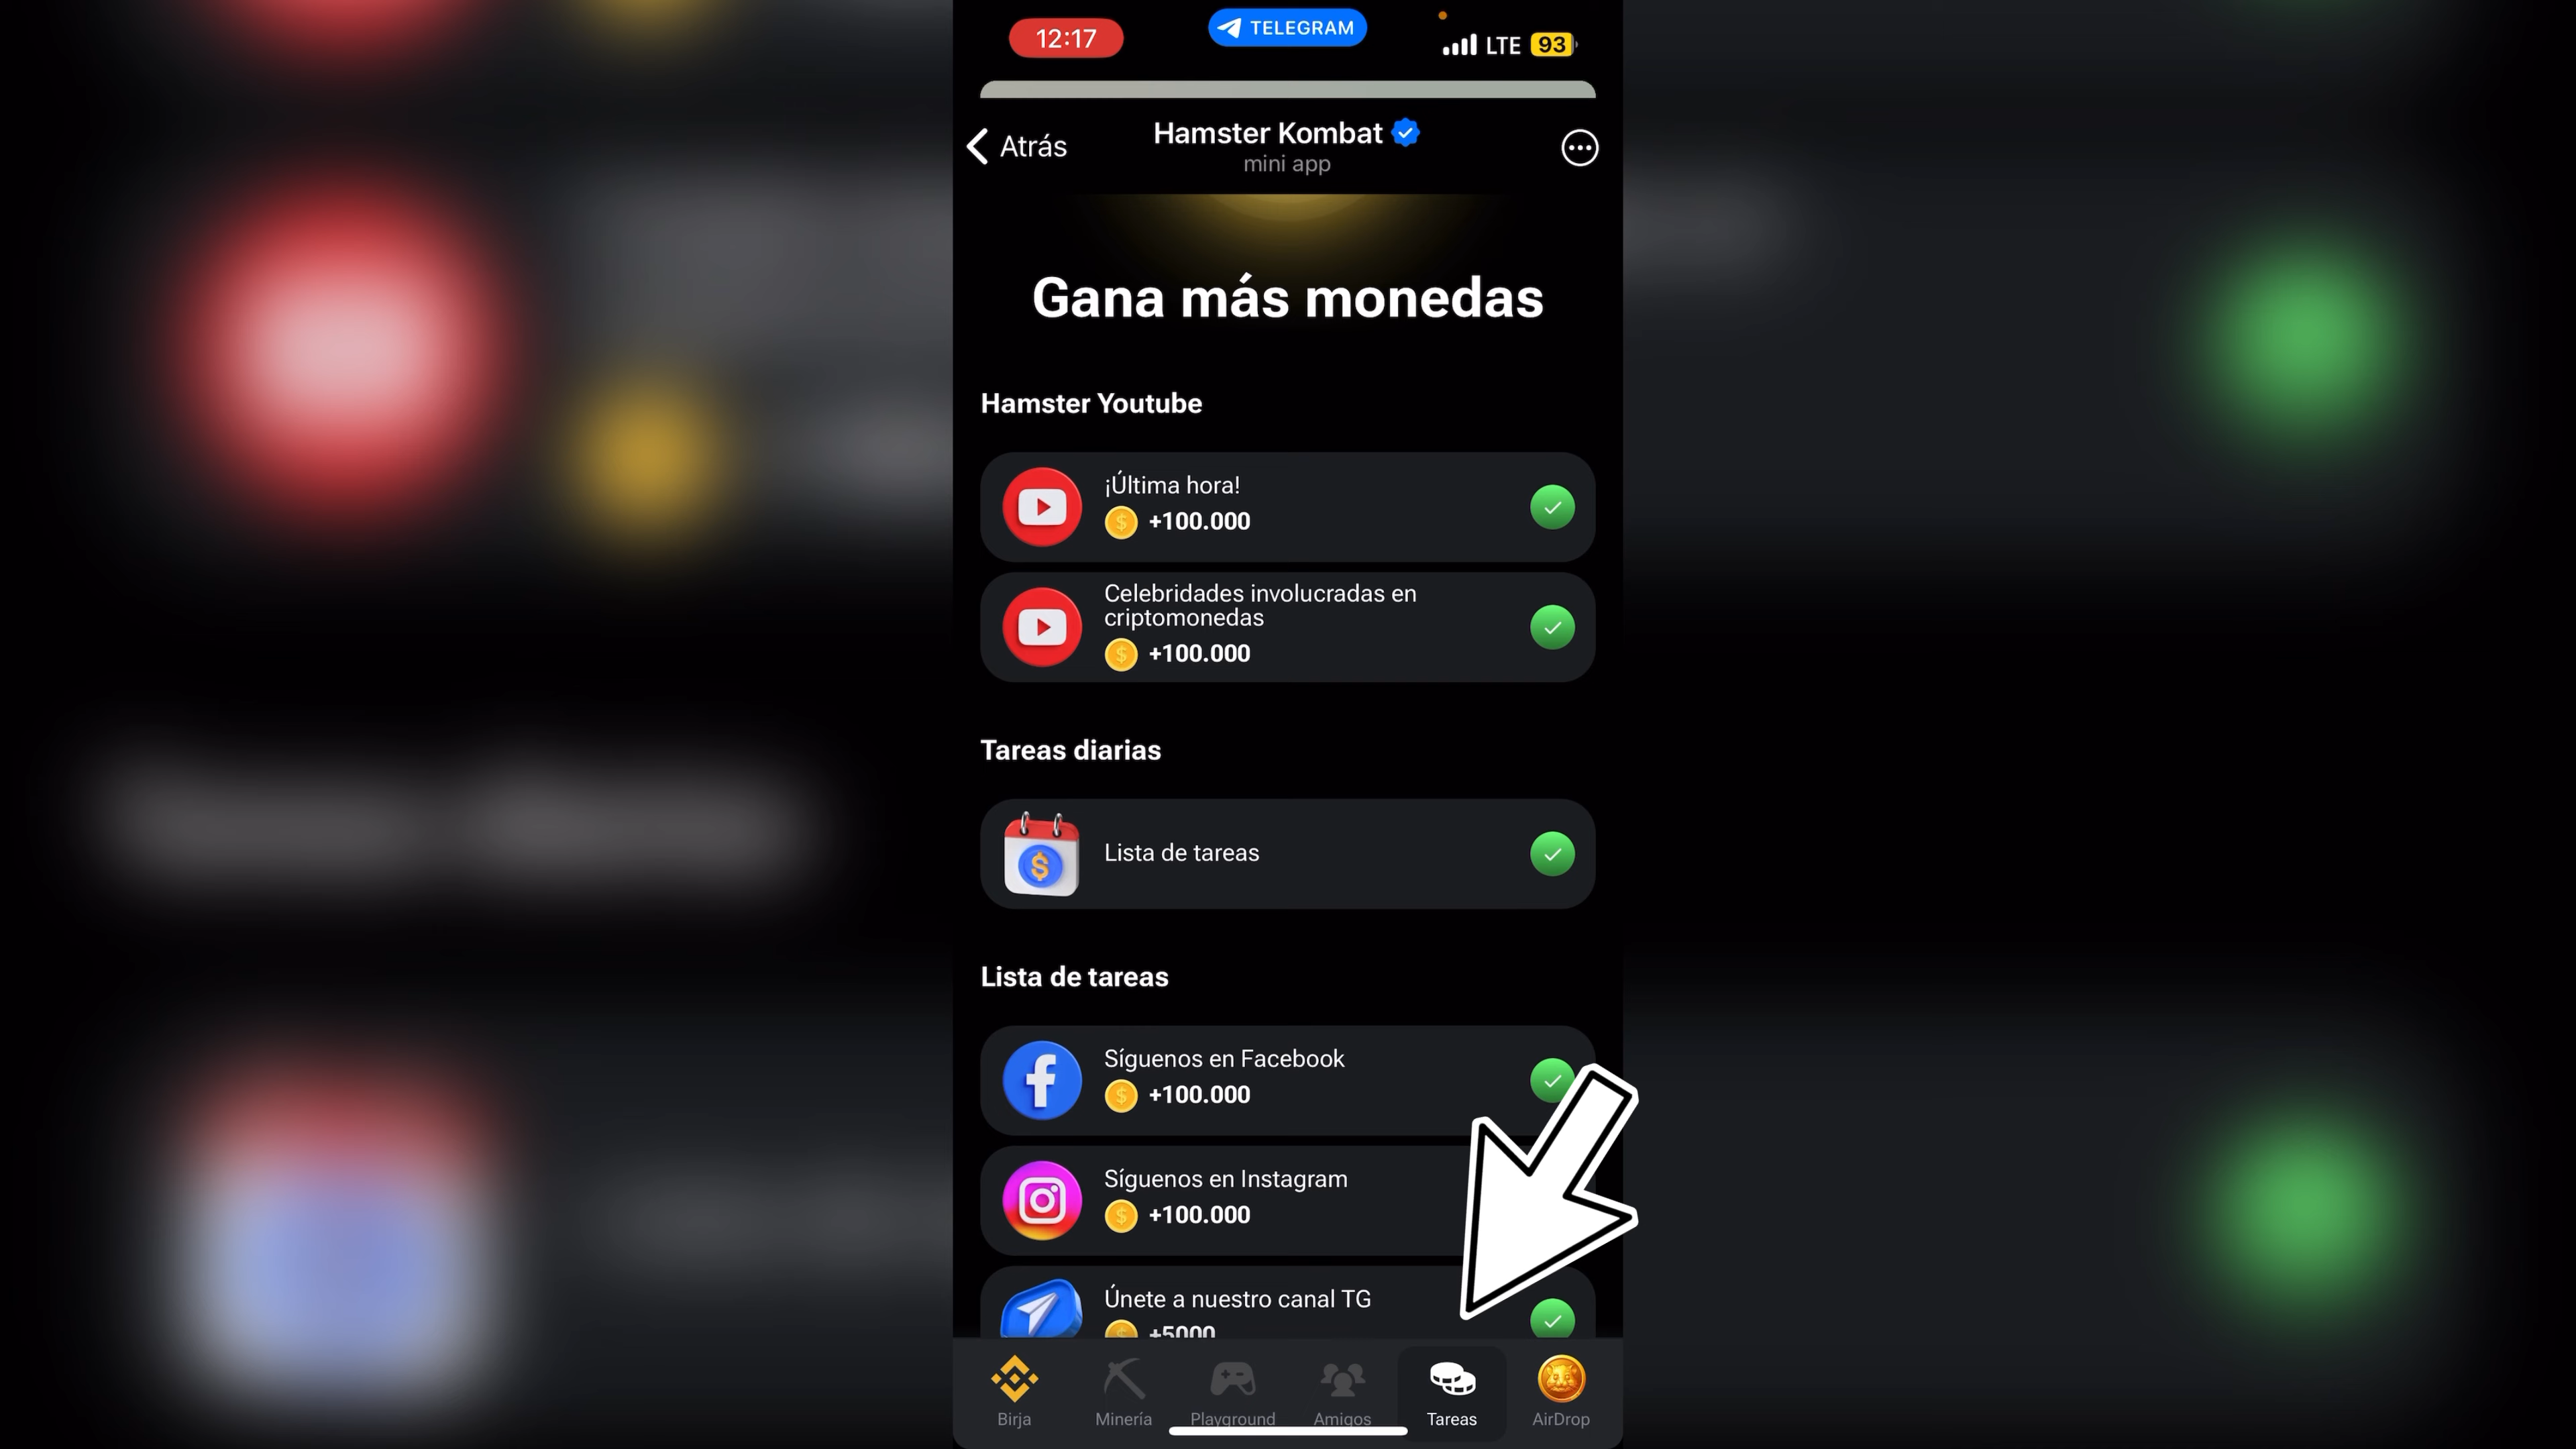 12:17
TELEGRAM
LTE 93
Atrás
Hamster Kombat
mini app
Gana más monedas
Hamster Youtube
¡Última hora!
+100.000
Celebridades involucradas en
criptomonedas
+100.000
Tareas diarias
Lista de tareas
Lista de tareas
Síguenos en Facebook
+100.000
Síguenos en Instagram
+100.000
Únete a nuestro canal TG
+5000
Birja Minería Playground Amigos Tareas AirDrop